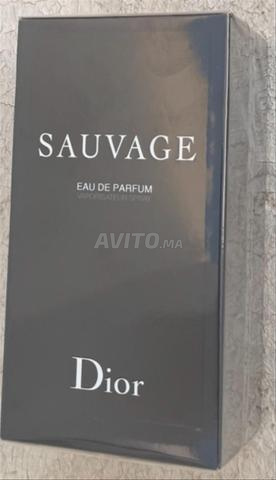 SAUVAGE
EAU DE PARFUM
VAPORISATEUR SPRAY
AVITO.MA
Dior